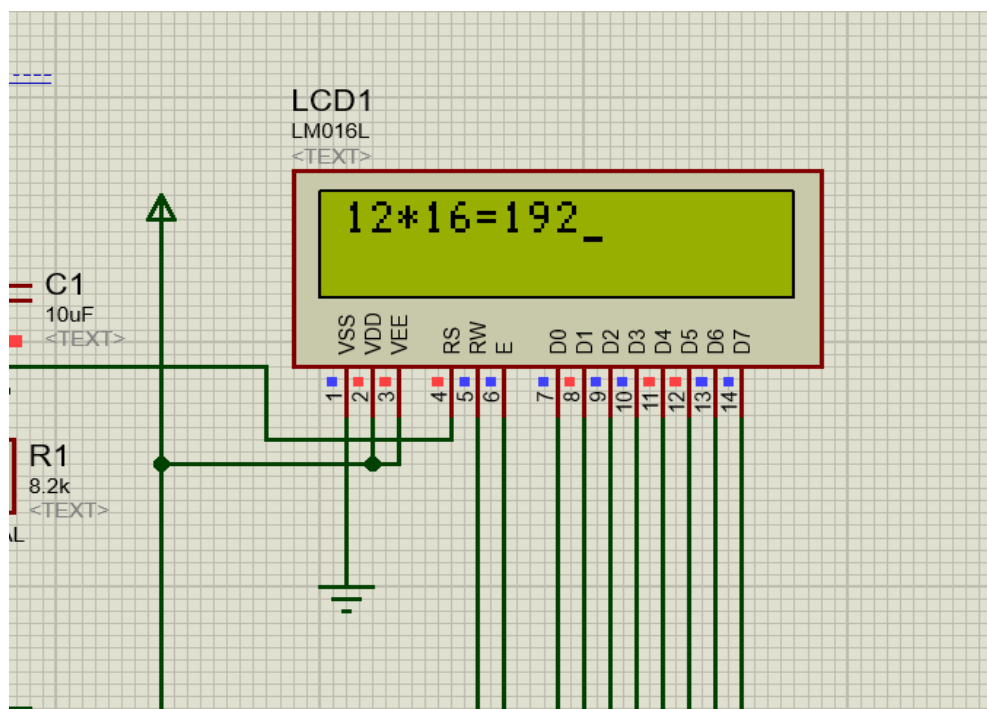 LCD1
LM016L
<TEXT>
12*16=192_
C1
10uF
<TEXT>
VSS VDD VEE RS RW E D0 D1 D2 D3 D4 D5 D6 D7
1 2 3 4 5 6 7 8 9 10 11 12 13 14
R1
8.2k
<TEXT>